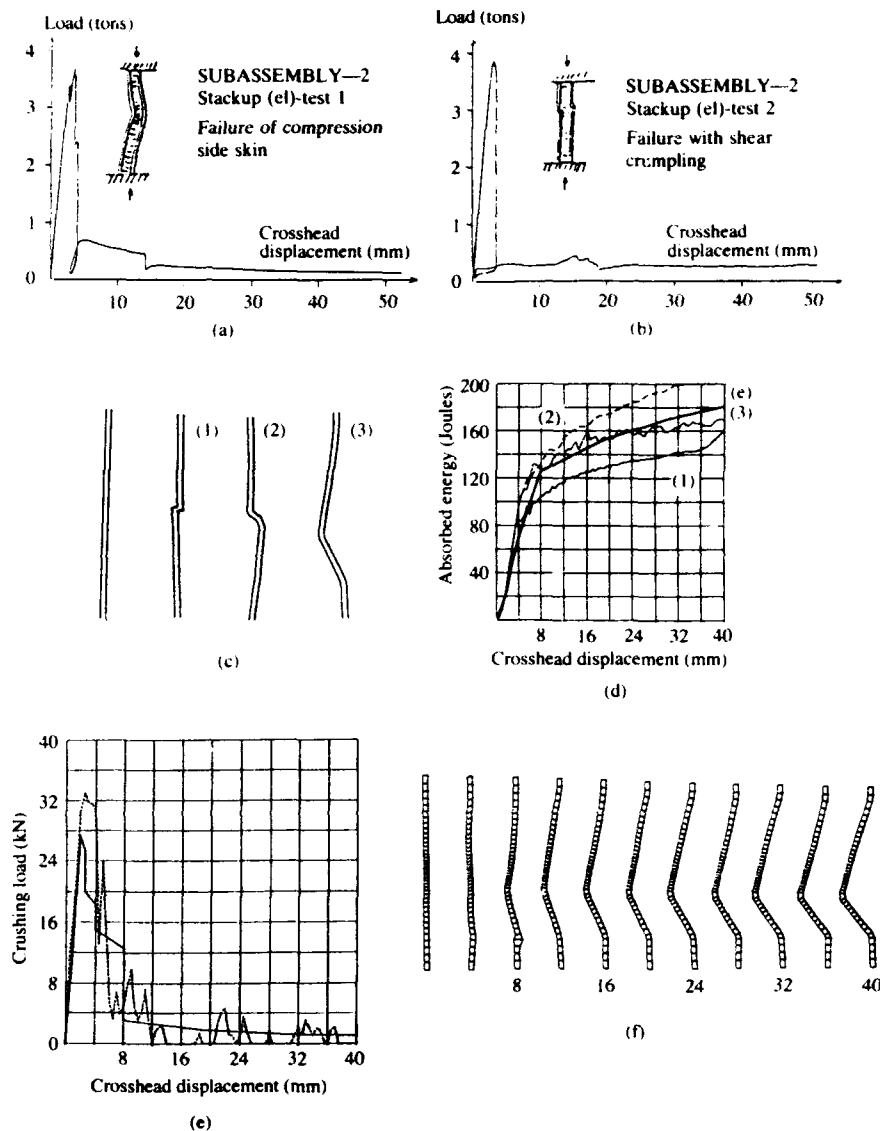 Load (tons)
4
3
2
1
0
SUBASSEMBLY—2
Stackup (el)-test 1
Failure of compression
side skin
Crosshead
displacement (mm)
10
20
30
40
50
(a)
Load (tons)
4
3
2
1
0
SUBASSEMBLY—2
Stackup (el)-test 2
Failure with shear
crumpling
Crosshead
displacement (mm)
10
20
30
40
50
(b)
(1)
(2)
(3)
(c)
Absorbed energy (Joules)
200
160
120
80
40
(2)
(e)
(3)
(1)
8
16
24
32
40
Crosshead displacement (mm)
(d)
Crushing load (kN)
40
32
24
16
8
0
8
16
24
32
40
Crosshead displacement (mm)
(e)
8
16
24
32
40
(f)